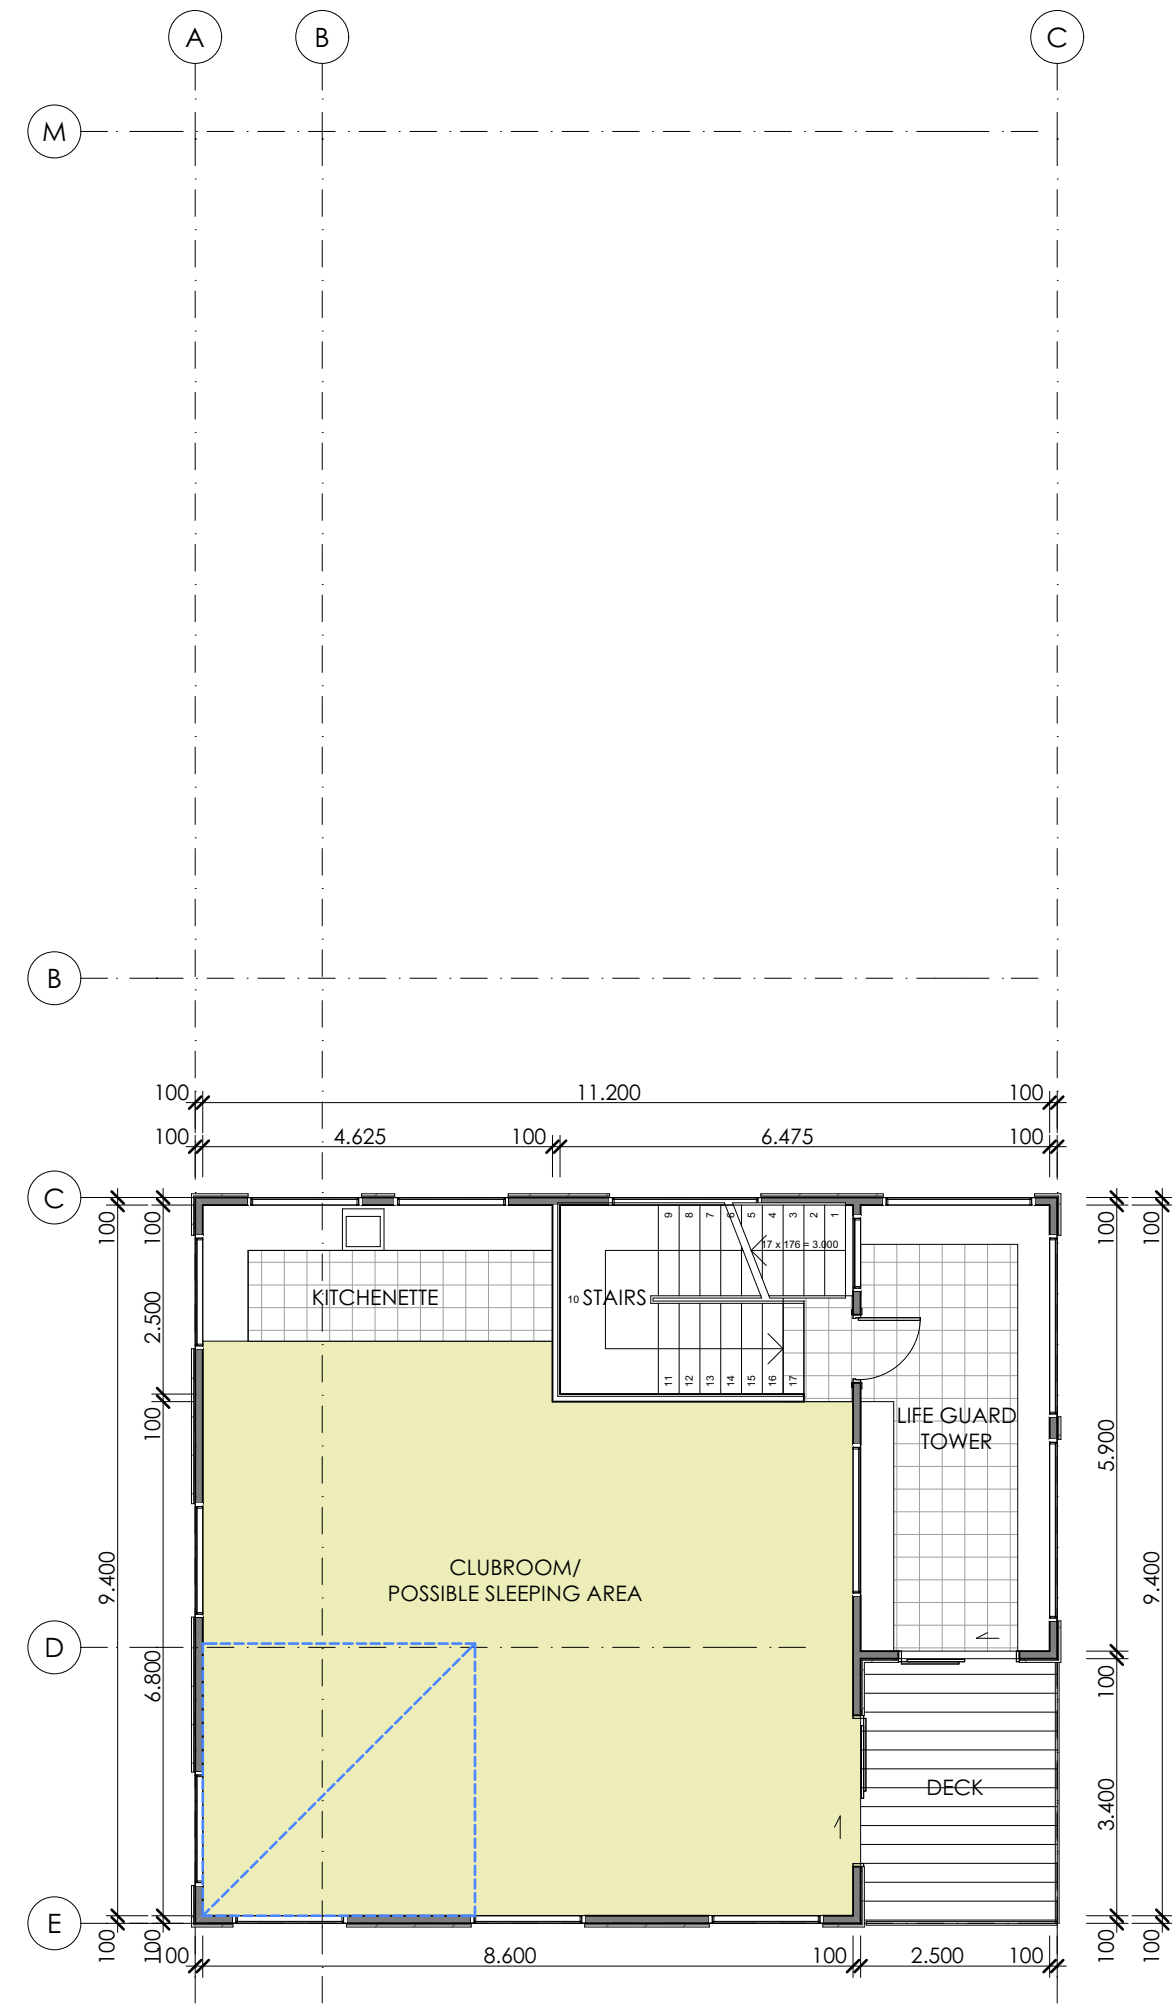 A
B
C
M
B
100
11.200
100
100
4.625
100
6.475
100
C
100
100
100
100
9
8
7
6
5
4
3
2
1
17 x 176 = 3.000
KITCHENETTE
10
STAIRS
2.500
11
12
13
14
15
16
17
100
LIFE GUARD
TOWER
5.900
CLUBROOM/
POSSIBLE SLEEPING AREA
9.400
9.400
D
6.800
100
DECK
3.400
E
100
100
100
100
100
8.600
100
2.500
100